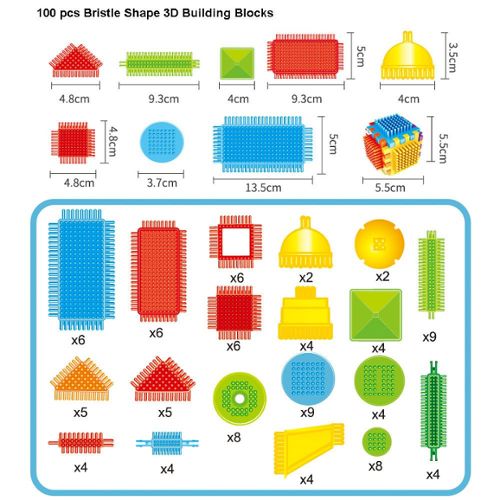 100 pcs Bristle Shape 3D Building Blocks
4.8cm
9.3cm
4cm
9.3cm
5cm
4cm
3.5cm
4.8cm
4.8cm
3.7cm
13.5cm
5cm
5.5cm
5.5cm
x6
x6
x6
x2
x2
x9
x6
x4
x4
x5
x5
x8
x9
x4
x4
x4
x4
x4
x8